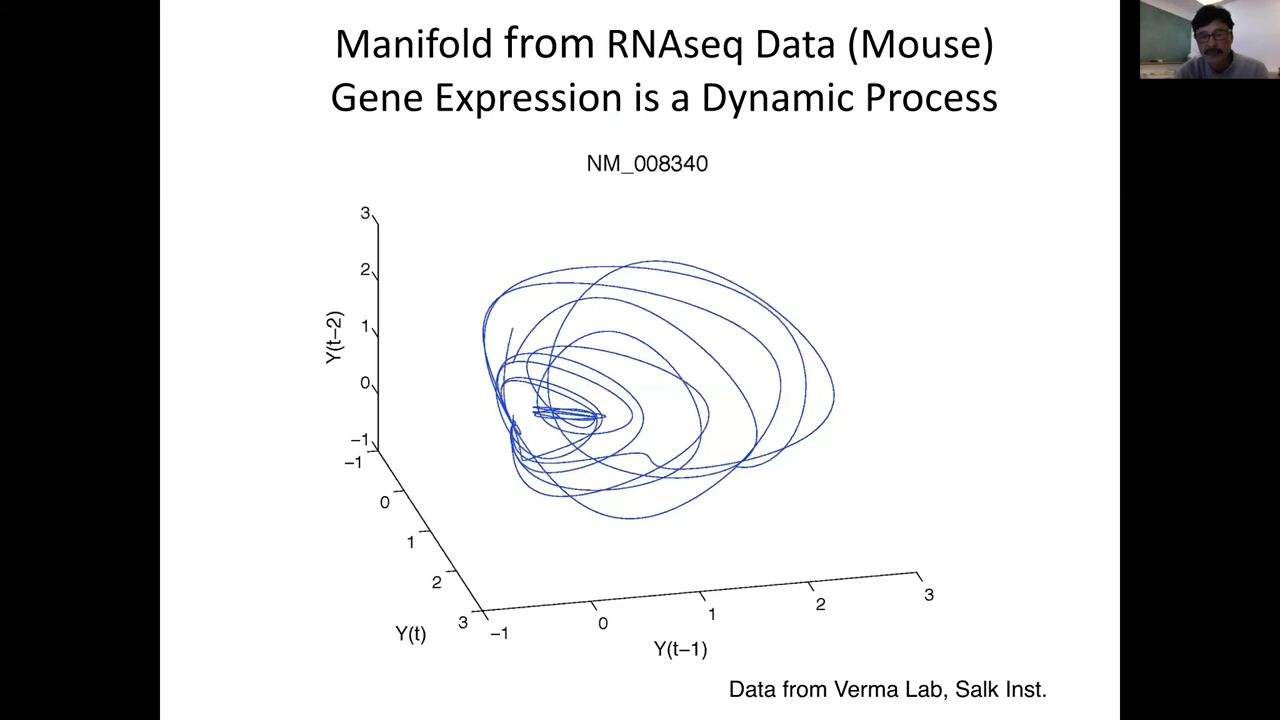 Manifold from RNAseq Data (Mouse)
Gene Expression is a Dynamic Process
NM_008340
3
2
1
0
−1
Y(t−2)
−1
0
1
2
3
Y(t)
−1
0
1
2
3
Y(t−1)
Data from Verma Lab, Salk Inst.